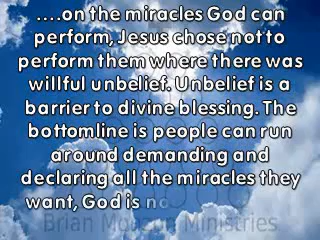 ....on the miracles God can
perform, Jesus chose not to
perform them where there was
willful unbelief. Unbelief is a
barrier to divine blessing. The
bottomline is people can run
around demanding and
declaring all the miracles they
want, God is no
Brian Ministries